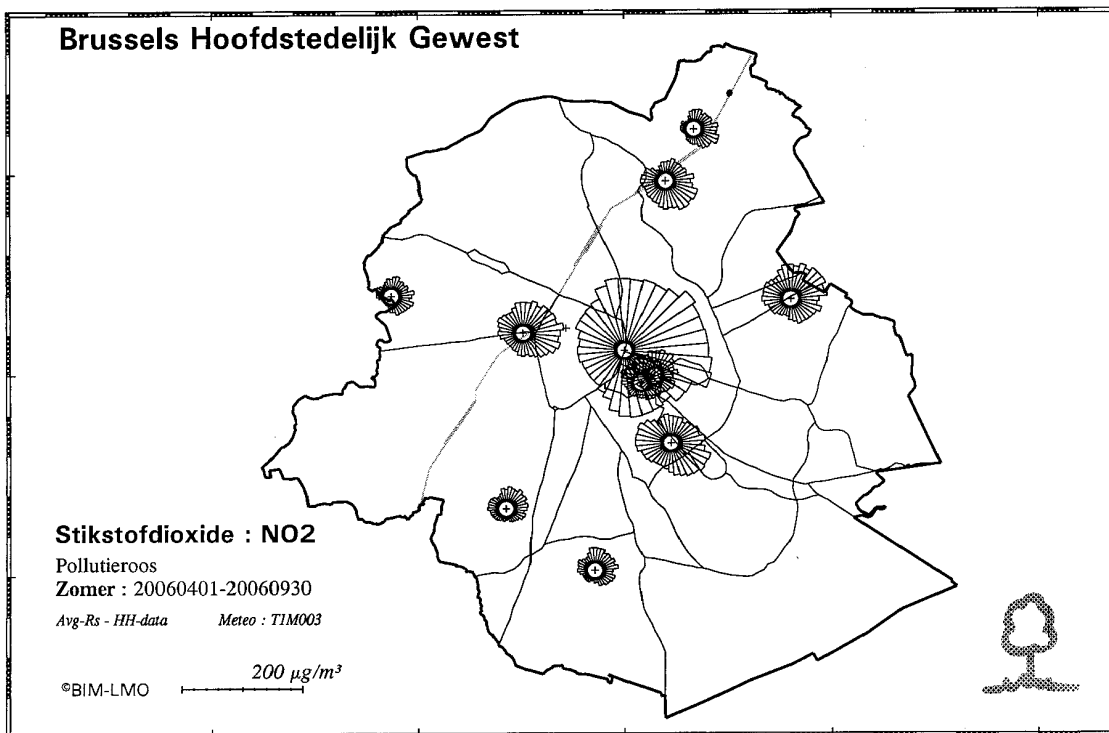 Brussels Hoofdstedelijk Gewest
Stikstofdioxide : NO2
Pollutieroos
Zomer : 20060401-20060930
Avg-Rs - HH-data Meteo : T1M003
200 µg/m³
©BIM-LMO